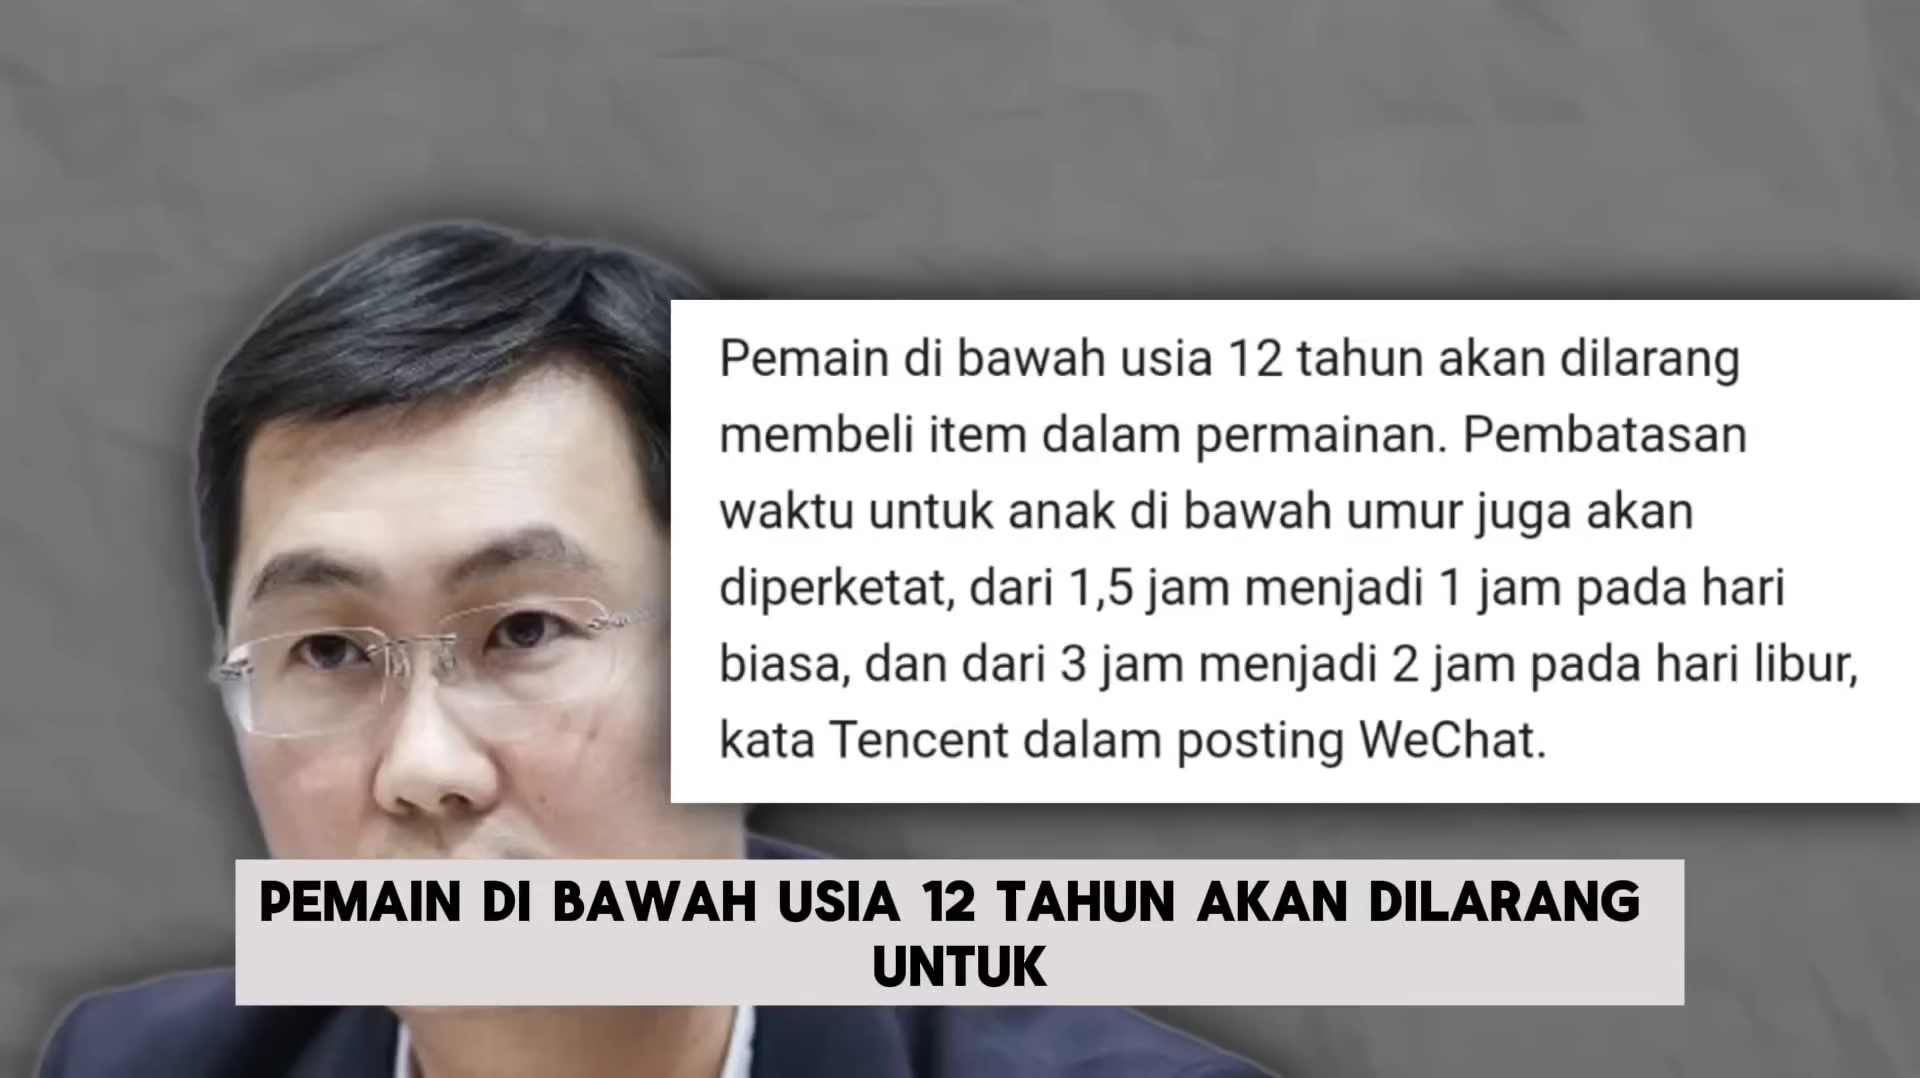 Pemain di bawah usia 12 tahun akan dilarang
membeli item dalam permainan. Pembatasan
waktu untuk anak di bawah umur juga akan
diperketat, dari 1,5 jam menjadi 1 jam pada hari
biasa, dan dari 3 jam menjadi 2 jam pada hari libur,
kata Tencent dalam posting WeChat.
PEMAIN DI BAWAH USIA 12 TAHUN AKAN DILARANG
UNTUK